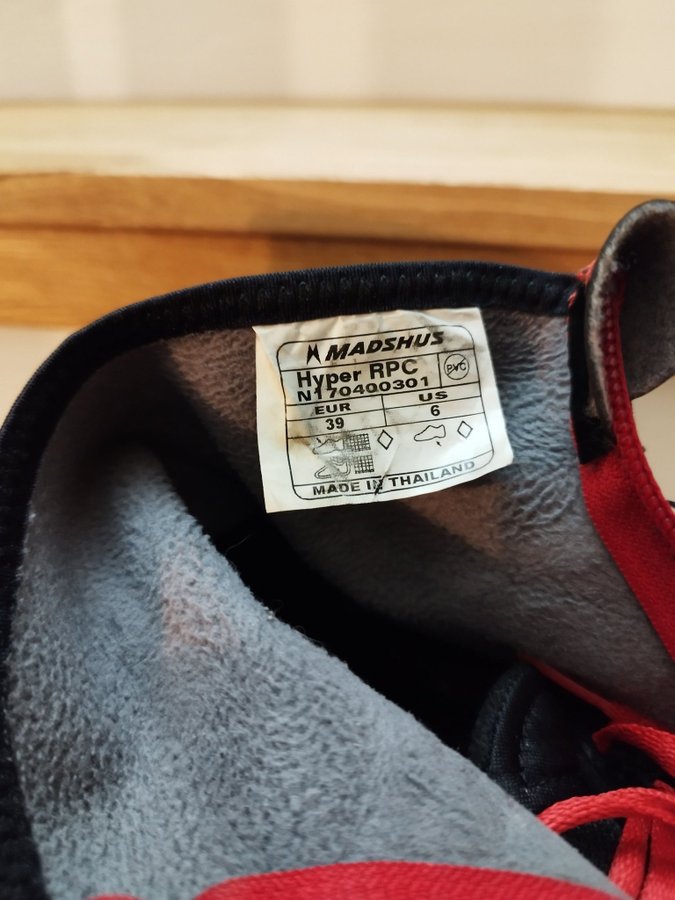 MADSHUS
Hyper RPC
PVC
N170400301
EUR US
39 6
MADE IN THAILAND